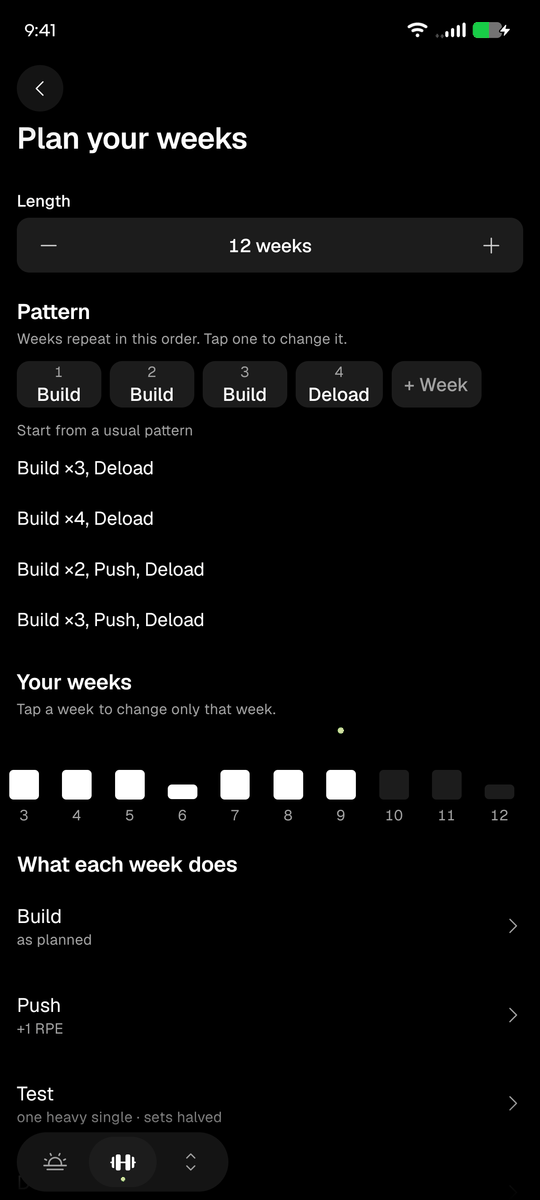 9:41
Plan your weeks
Length
12 weeks
Pattern
Weeks repeat in this order. Tap one to change it.
1 2 3 4
Build Build Build Deload + Week
Start from a usual pattern
Build ×3, Deload
Build ×4, Deload
Build ×2, Push, Deload
Build ×3, Push, Deload
Your weeks
Tap a week to change only that week.
3 4 5 6 7 8 9 10 11 12
What each week does
Build
as planned
Push
+1 RPE
Test
one heavy single · sets halved